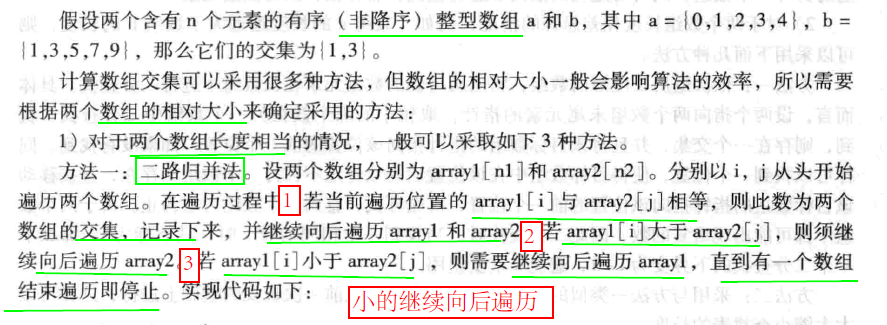 假设两个含有 n 个元素的有序（非降序）整型数组 a 和 b，其中 a = {0,1,2,3,4}，b =
{1,3,5,7,9}，那么它们的交集为{1,3}。
计算数组交集可以采用很多种方法，但数组的相对大小一般会影响算法的效率，所以需要
根据两个数组的相对大小来确定采用的方法：
1）对于两个数组长度相当的情况，一般可以采取如下 3 种方法。
方法一：二路归并法。设两个数组分别为 array1[n1]和 array2[n2]。分别以 i，j 从头开始
遍历两个数组。在遍历过程中 1 若当前遍历位置的 array1[i]与 array2[j]相等，则此数为两个
数组的交集，记录下来，并继续向后遍历 array1 和 array2 2 若 array1[i]大于 array2[j]，则须继
续向后遍历 array2。3 若 array1[i]小于 array2[j]，则需要继续向后遍历 array1，直到有一个数组
结束遍历即停止。实现代码如下：
小的继续向后遍历